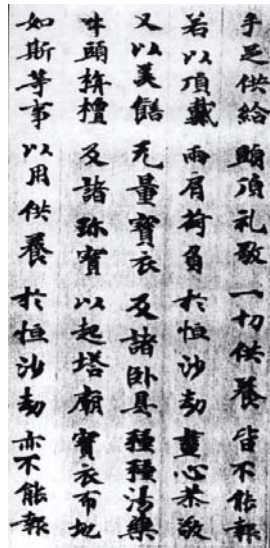 手足供給 頭頂礼敬 一切供養 皆不能報
若以頂戴 兩肩荷負 於恒沙劫 盡心恭敬
又以美饍 无量寶衣 及諸卧具 種種湯藥
牛頭栴檀 及諸珎寶 以起塔廟 寶衣布地
如斯等事 以用供養 於恒沙劫 亦不能報